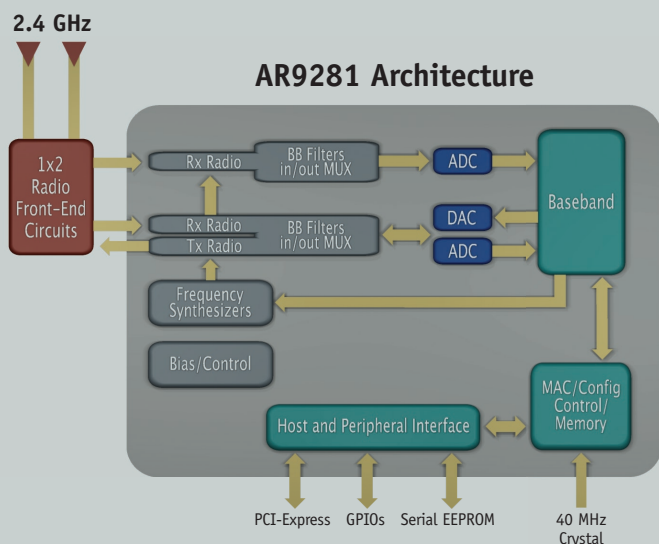 2.4 GHz
AR9281 Architecture
1x2
Radio
Front-End
Circuits
Rx Radio
BB Filters
in/out MUX
ADC
Baseband
Rx Radio
Tx Radio
BB Filters
in/out MUX
DAC
ADC
Frequency
Synthesizers
Bias/Control
MAC/Config
Control/
Memory
Host and Peripheral Interface
PCI-Express
GPIOs
Serial EEPROM
40 MHz
Crystal